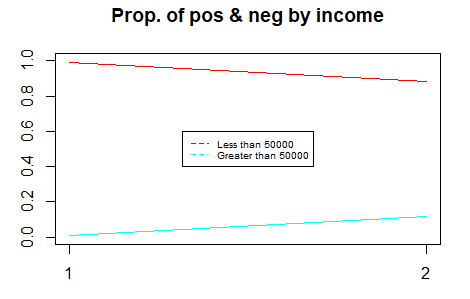 Prop. of pos & neg by income
1.0
0.8
0.6
0.4
0.2
0.0
Less than 50000
Greater than 50000
1 2